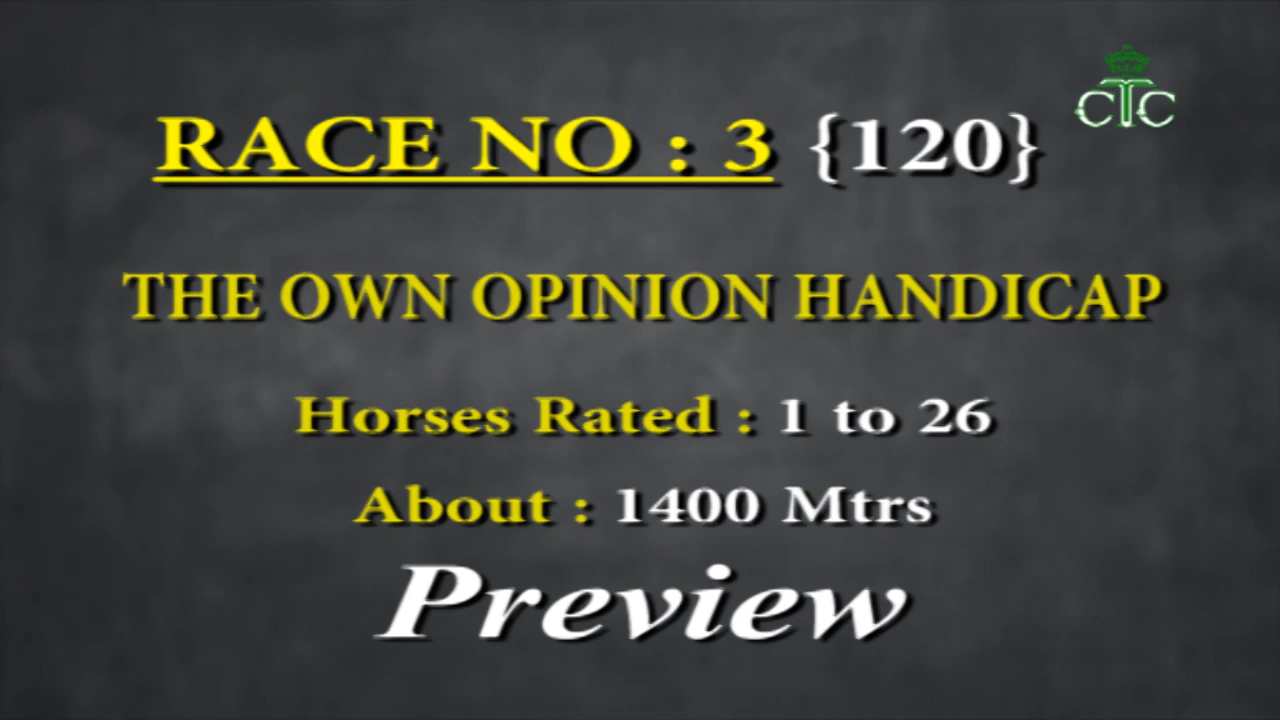 RACE NO : 3 {120}
CTC
THE OWN OPINION HANDICAP
Horses Rated : 1 to 26
About : 1400 Mtrs
Preview